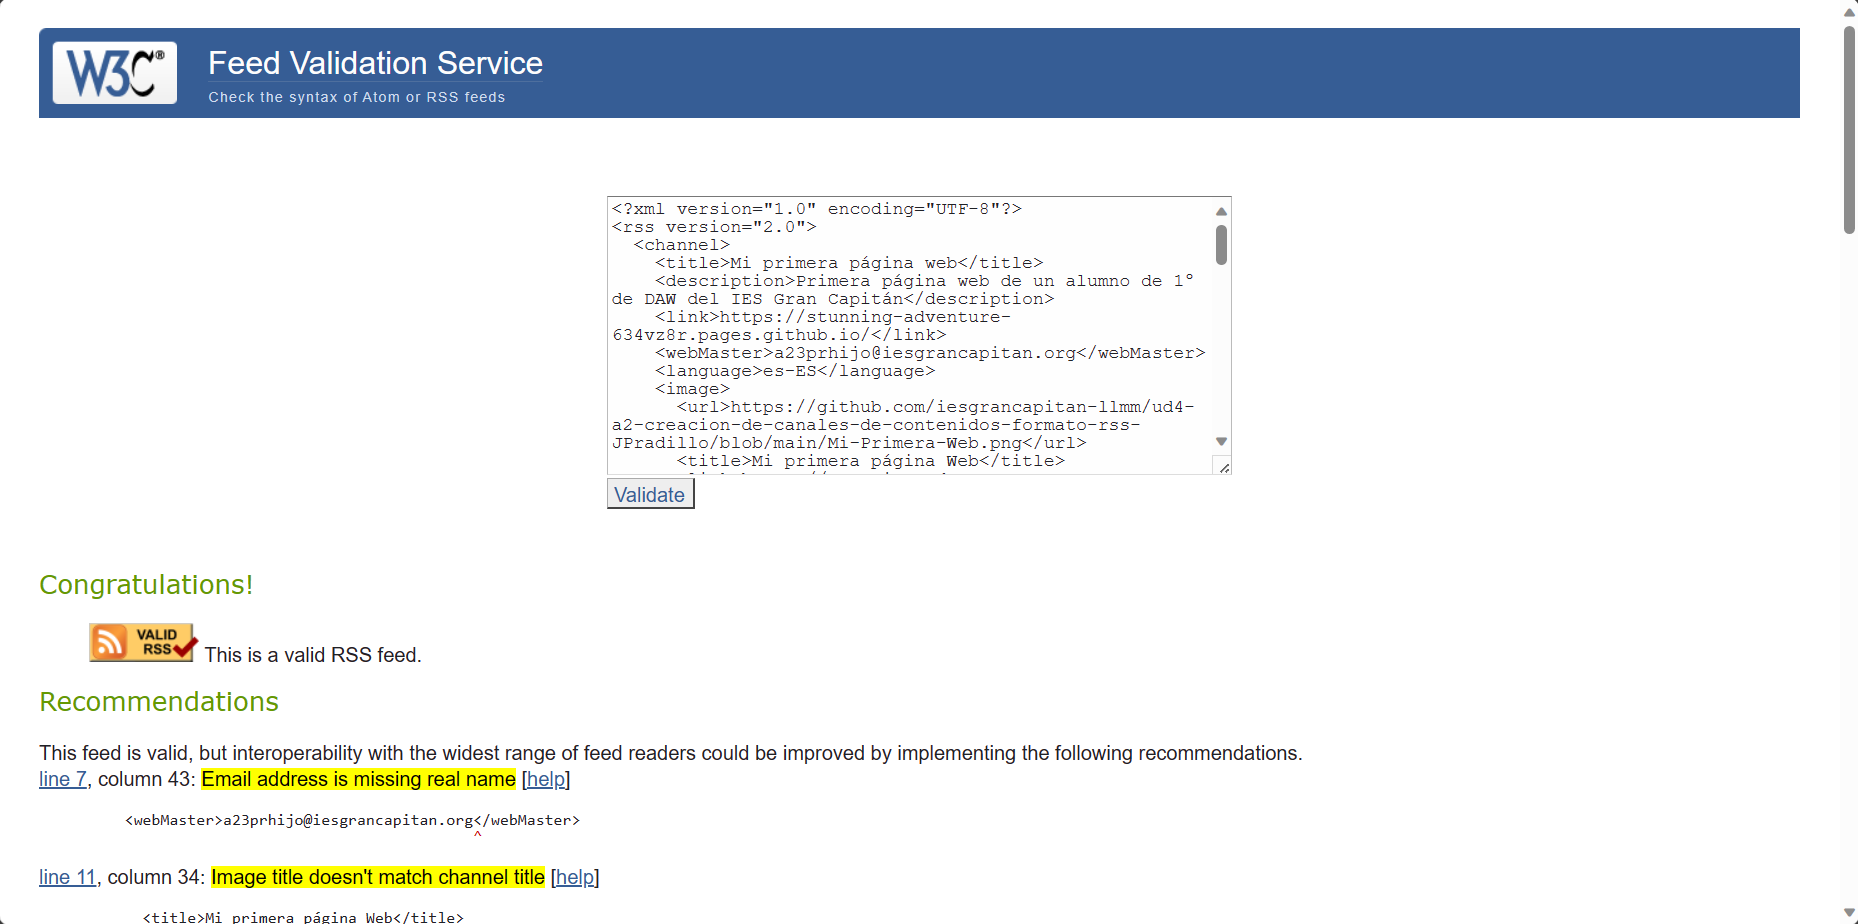 W3C®
Feed Validation Service
Check the syntax of Atom or RSS feeds
<?xml version="1.0" encoding="UTF-8"?>
<rss version="2.0">
<channel>
<title>Mi primera página web</title>
<description>Primera página web de un alumno de 1º
de DAW del IES Gran Capitán</description>
<link>https://stunning-adventure-
634vz8r.pages.github.io/</link>
<webMaster>a23prhijo@iesgrancapitan.org</webMaster>
<language>es-ES</language>
<image>
<url>https://github.com/iesgrancapitan-llmm/ud4-
a2-creacion-de-canales-de-contenidos-formato-rss-
JPradillo/blob/main/Mi-Primera-Web.png</url>
<title>Mi primera página Web</title>
Validate
Congratulations!
VALID
RSS
This is a valid RSS feed.
Recommendations
This feed is valid, but interoperability with the widest range of feed readers could be improved by implementing the following recommendations.
line 7, column 43: Email address is missing real name [help]
<webMaster>a23prhijo@iesgrancapitan.org</webMaster>
^
line 11, column 34: Image title doesn't match channel title [help]
<title>Mi primera página Web</title>